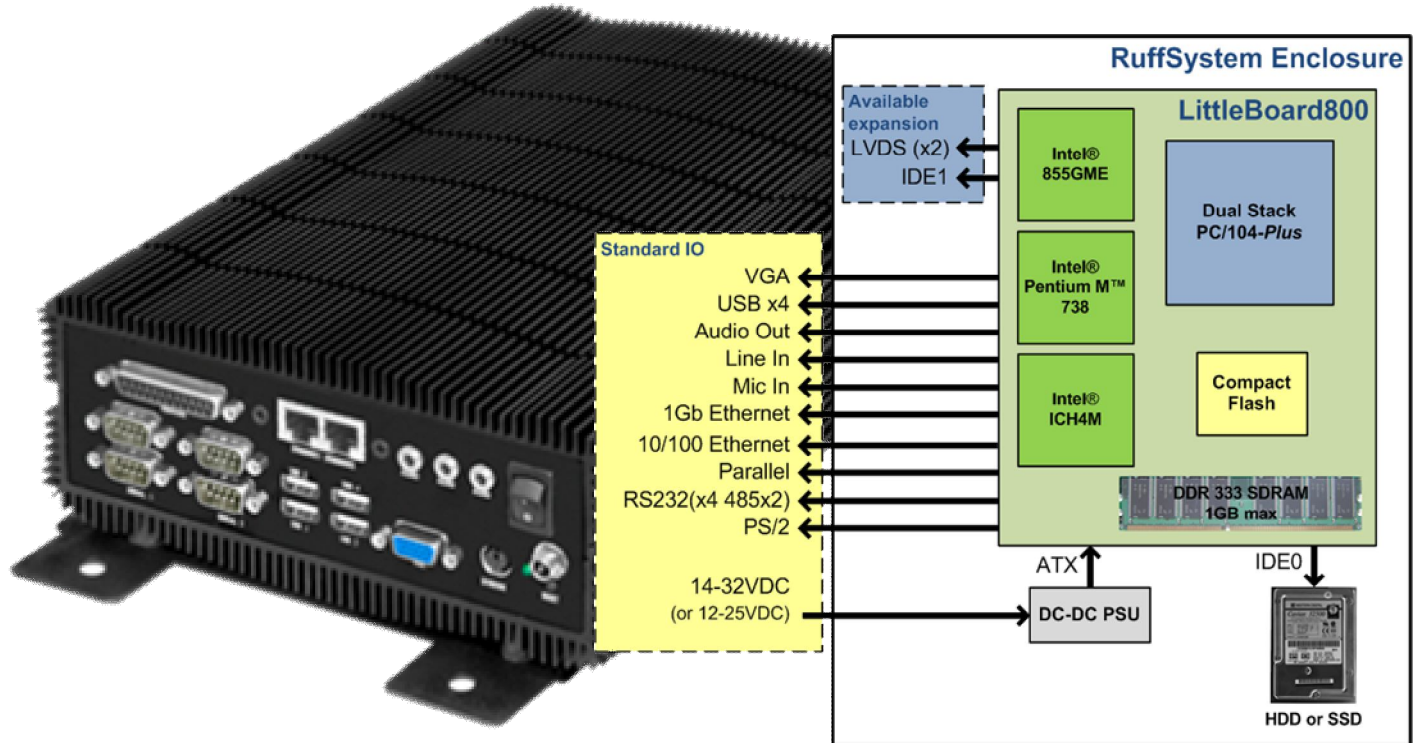 RuffSystem Enclosure
Available
expansion
LVDS (x2)
IDE1
LittleBoard800
Intel®
855GME
Dual Stack
PC/104-Plus
Intel®
Pentium M™
738
Intel®
ICH4M
Compact
Flash
DDR 333 SDRAM
1GB max
Standard IO
VGA
USB x4
Audio Out
Line In
Mic In
1Gb Ethernet
10/100 Ethernet
Parallel
RS232(x4 485x2)
PS/2
14-32VDC
(or 12-25VDC)
ATX
DC-DC PSU
IDE0
HDD or SSD